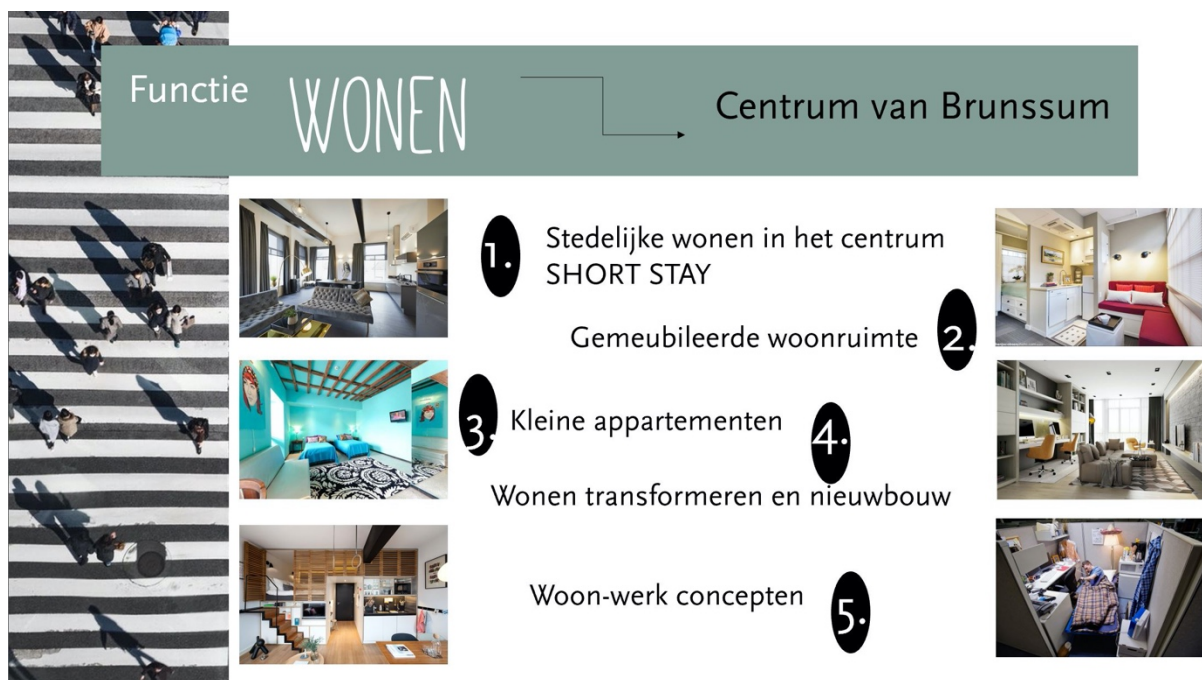 Functie WONEN
Centrum van Brunssum
1. Stedelijke wonen in het centrum
SHORT STAY
Gemeubileerde woonruimte 2.
3. Kleine appartementen 4.
Wonen transformeren en nieuwbouw
Woon-werk concepten 5.